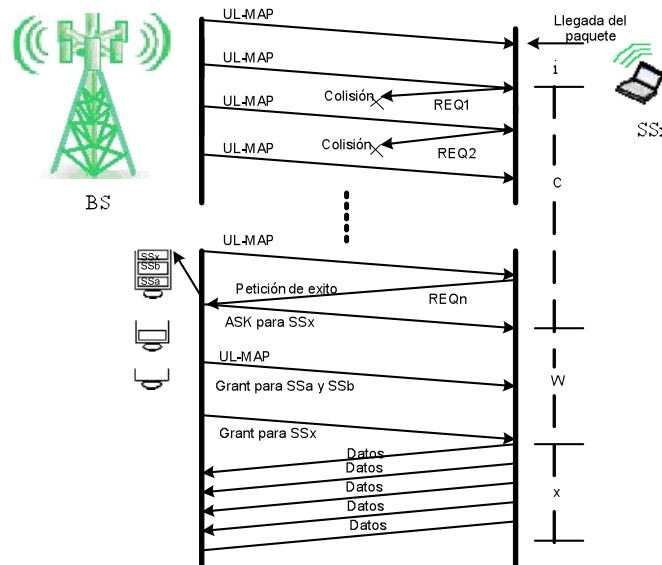 UL-MAP
Llegada del
paquete
UL-MAP
i
Colisión
REQ1
SSx
UL-MAP
Colisión
REQ2
UL-MAP
c
BS
UL-MAP
SSx
SSb
SSa
Petición de exito
REQn
ASK para SSx
UL-MAP
W
Grant para SSa y SSb
Grant para SSx
Datos
Datos
Datos
x
Datos
Datos